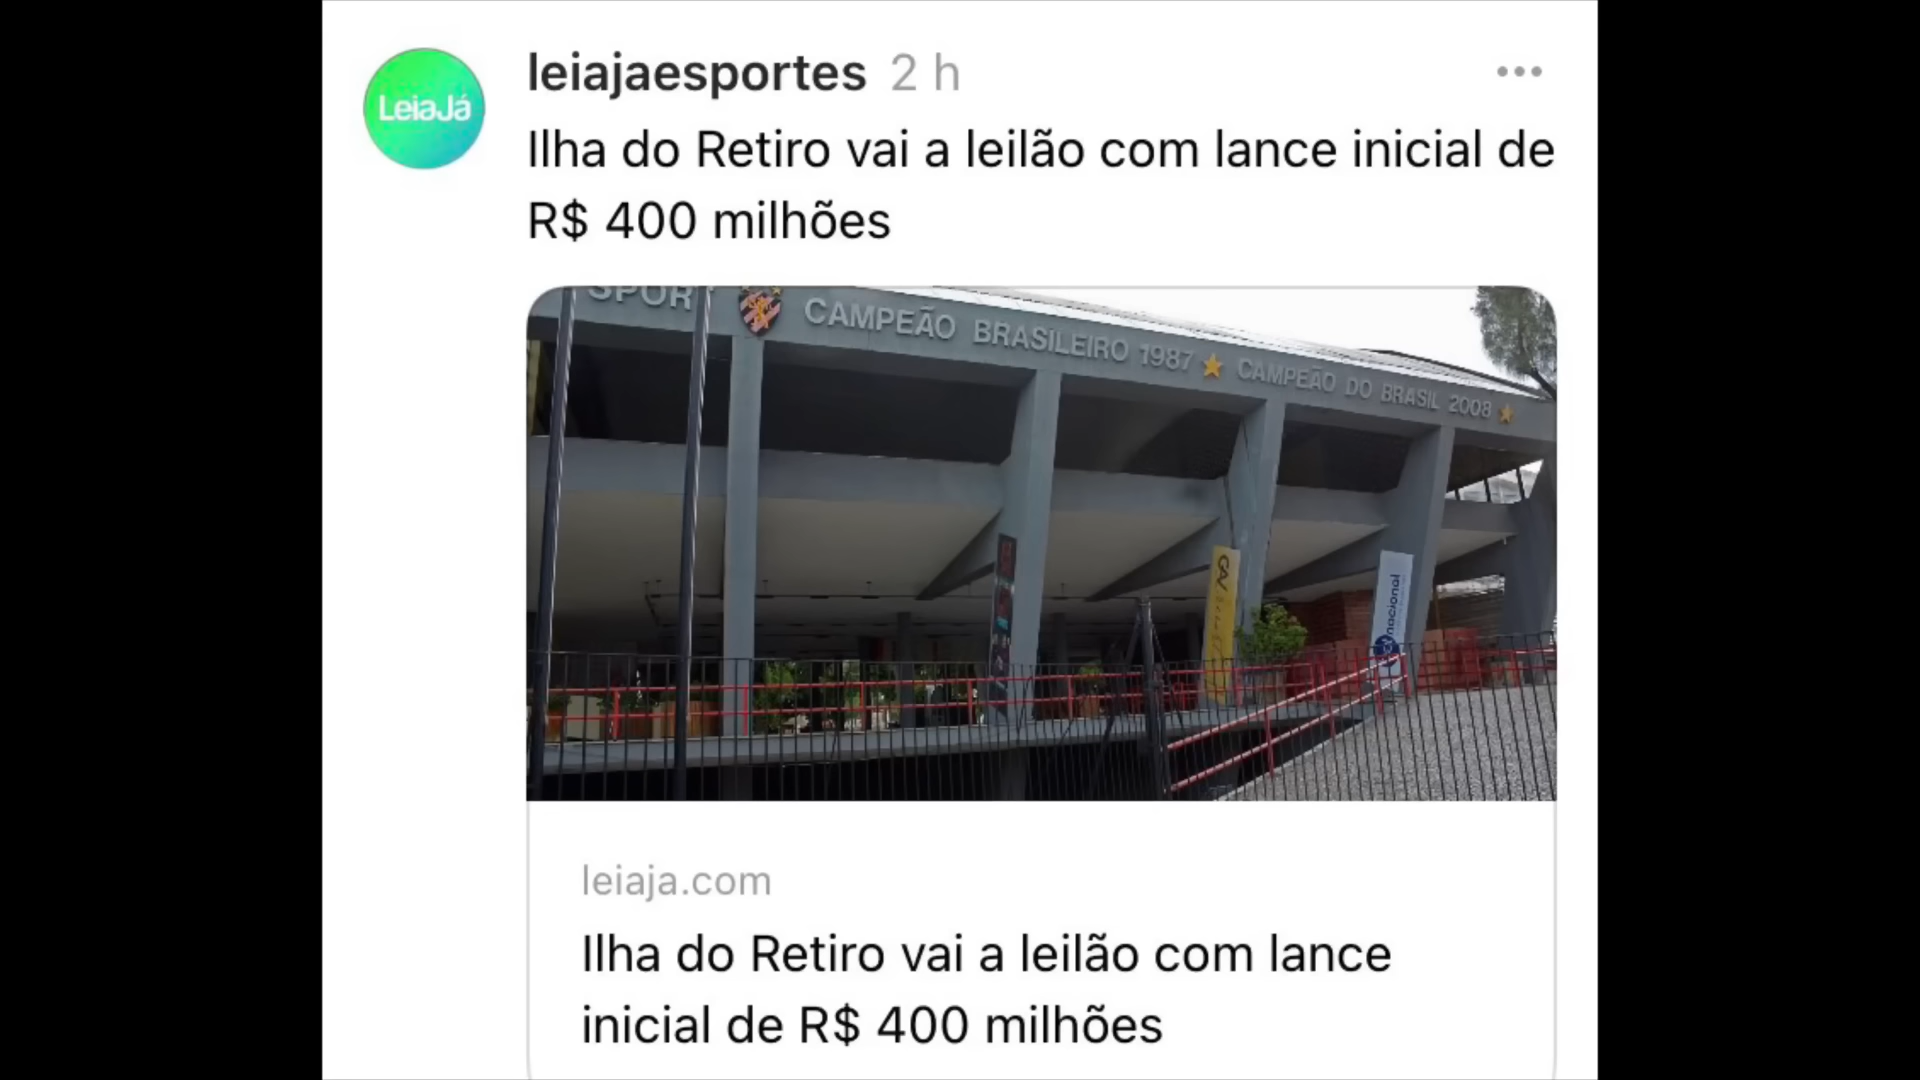 LeiaJá
leiajaesportes 2 h
Ilha do Retiro vai a leilão com lance inicial de
R$ 400 milhões
SPORT
CAMPEÃO BRASILEIRO 1987 CAMPEÃO DO BRASIL 2008
nacional
leiaja.com
Ilha do Retiro vai a leilão com lance
inicial de R$ 400 milhões